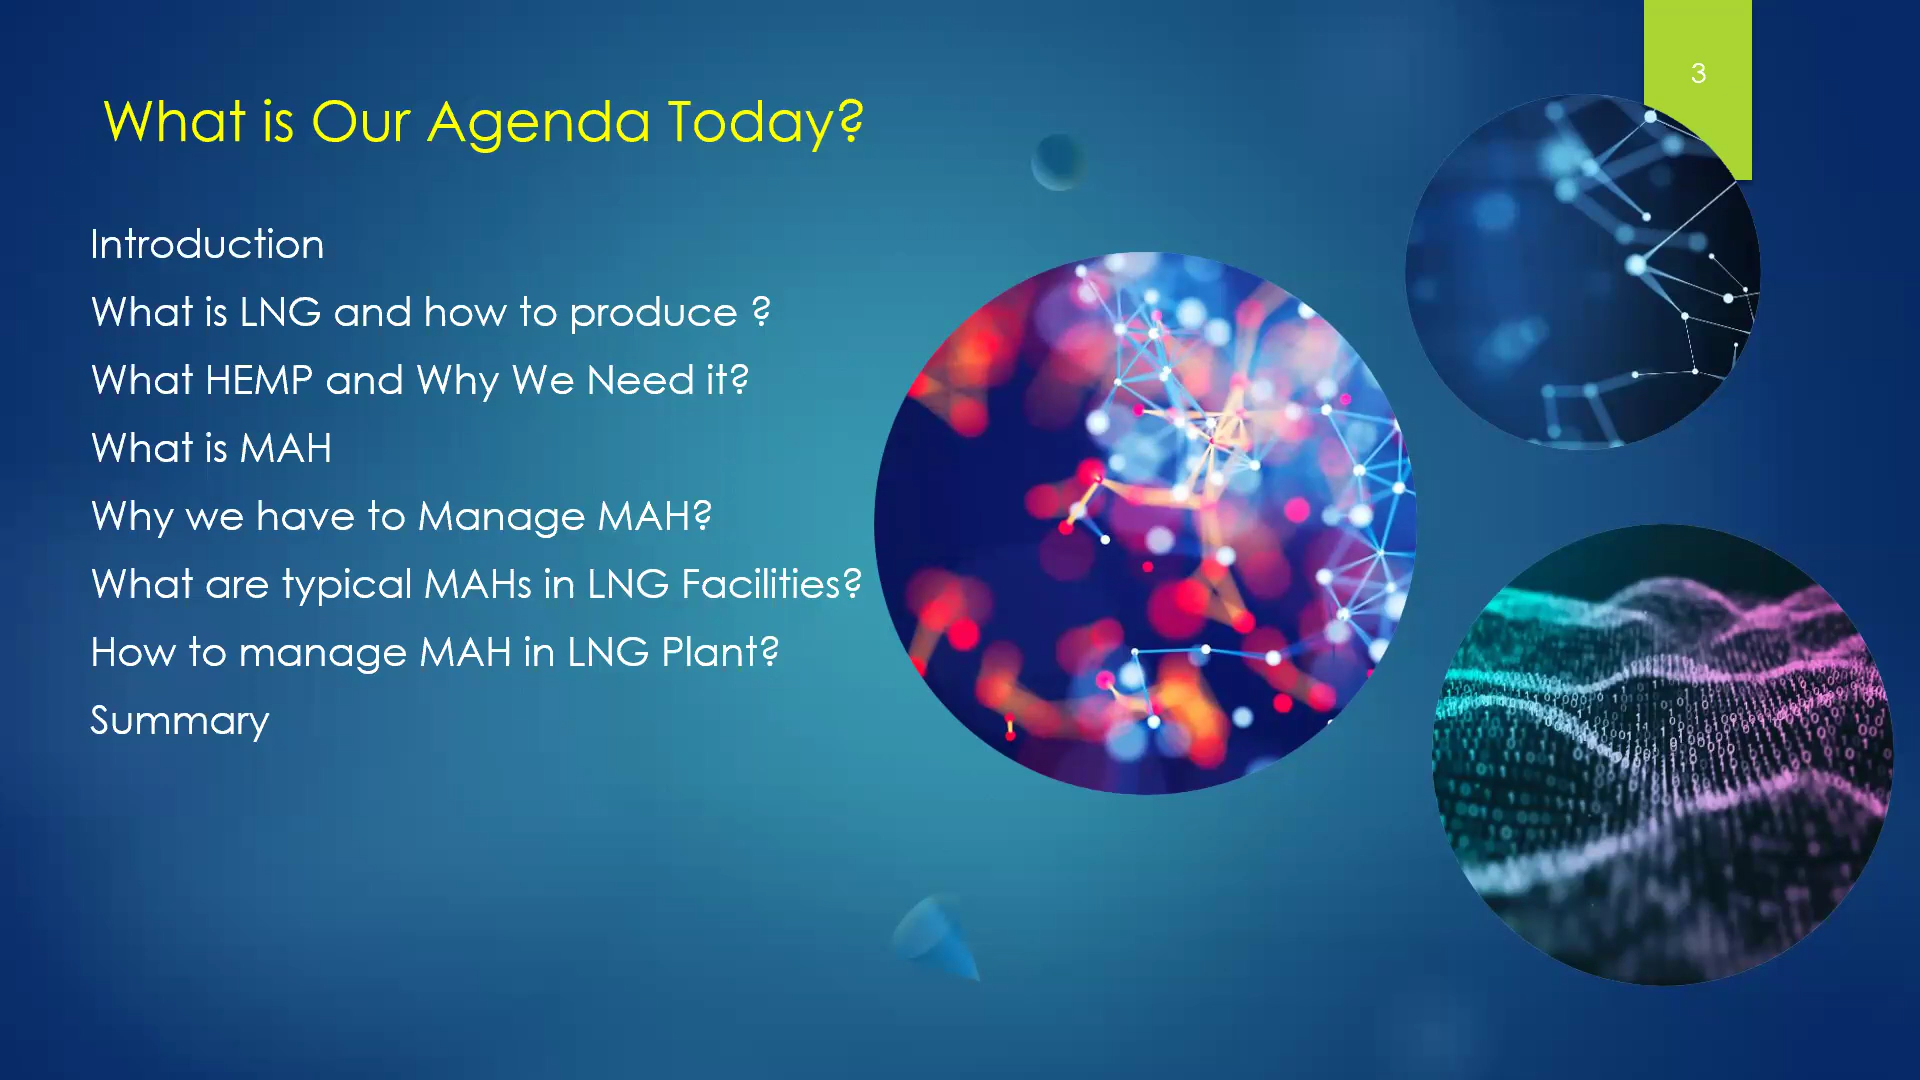 3
What is Our Agenda Today?
Introduction
What is LNG and how to produce ?
What HEMP and Why We Need it?
What is MAH
Why we have to Manage MAH?
What are typical MAHs in LNG Facilities?
How to manage MAH in LNG Plant?
Summary